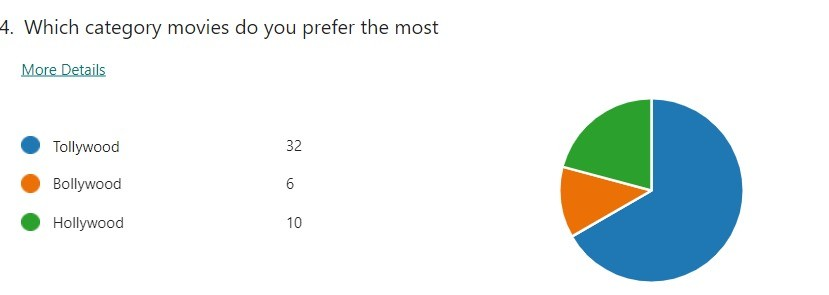 4. Which category movies do you prefer the most
More Details
Tollywood 32
Bollywood 6
Hollywood 10